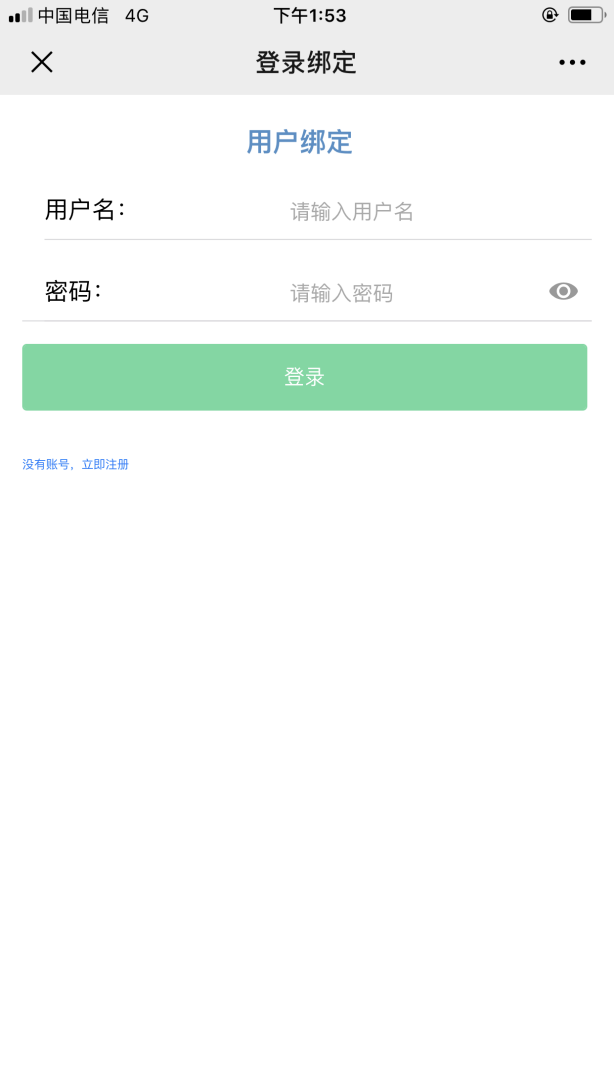 中国电信 4G 下午1:53
登录绑定
用户绑定
用户名: 请输入用户名
密码: 请输入密码
登录
没有账号，立即注册